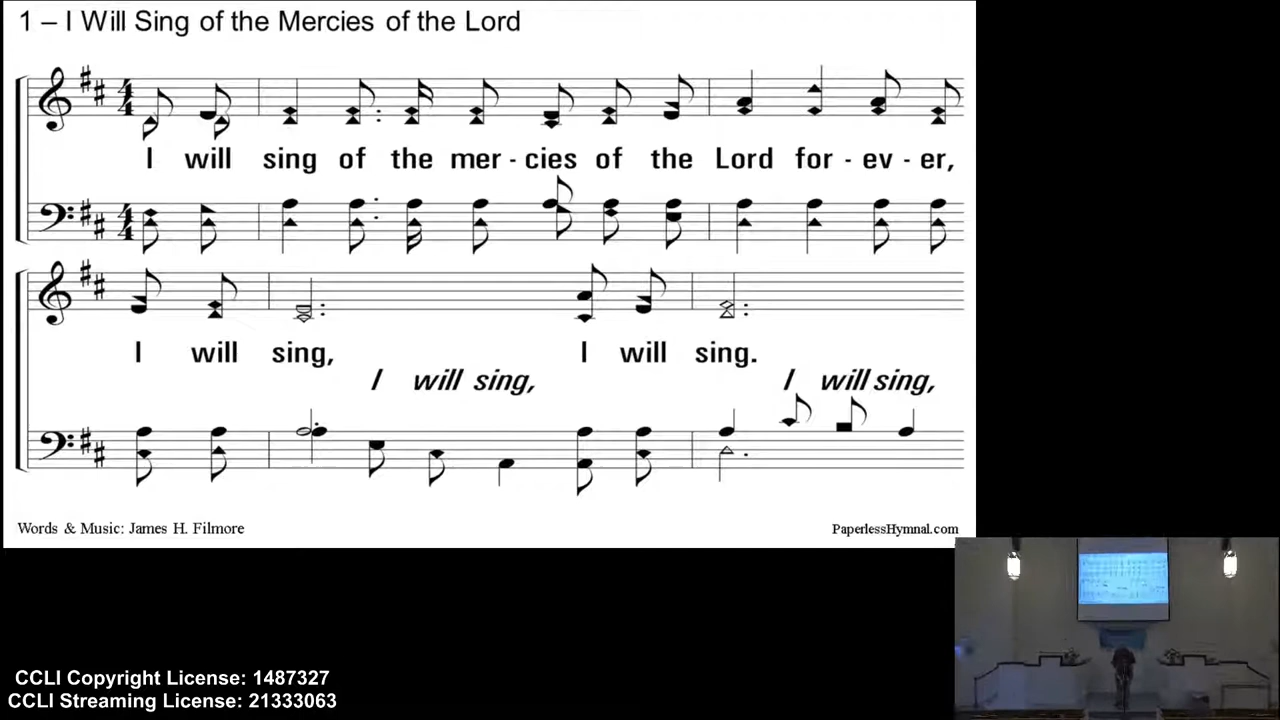 1 – I Will Sing of the Mercies of the Lord
I will sing of the mer - cies of the Lord for - ev - er,
I will sing, I will sing.
I will sing, I will sing,
Words & Music: James H. Filmore
PaperlessHymnal.com
CCLI Copyright License: 1487327
CCLI Streaming License: 21333063